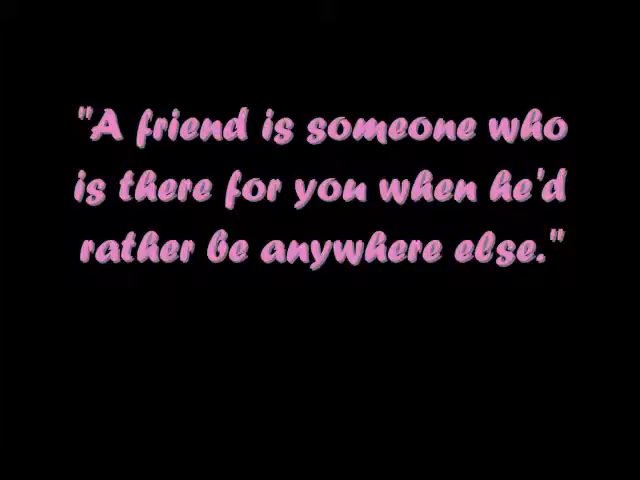 "A friend is someone who
is there for you when he'd
rather be anywhere else."